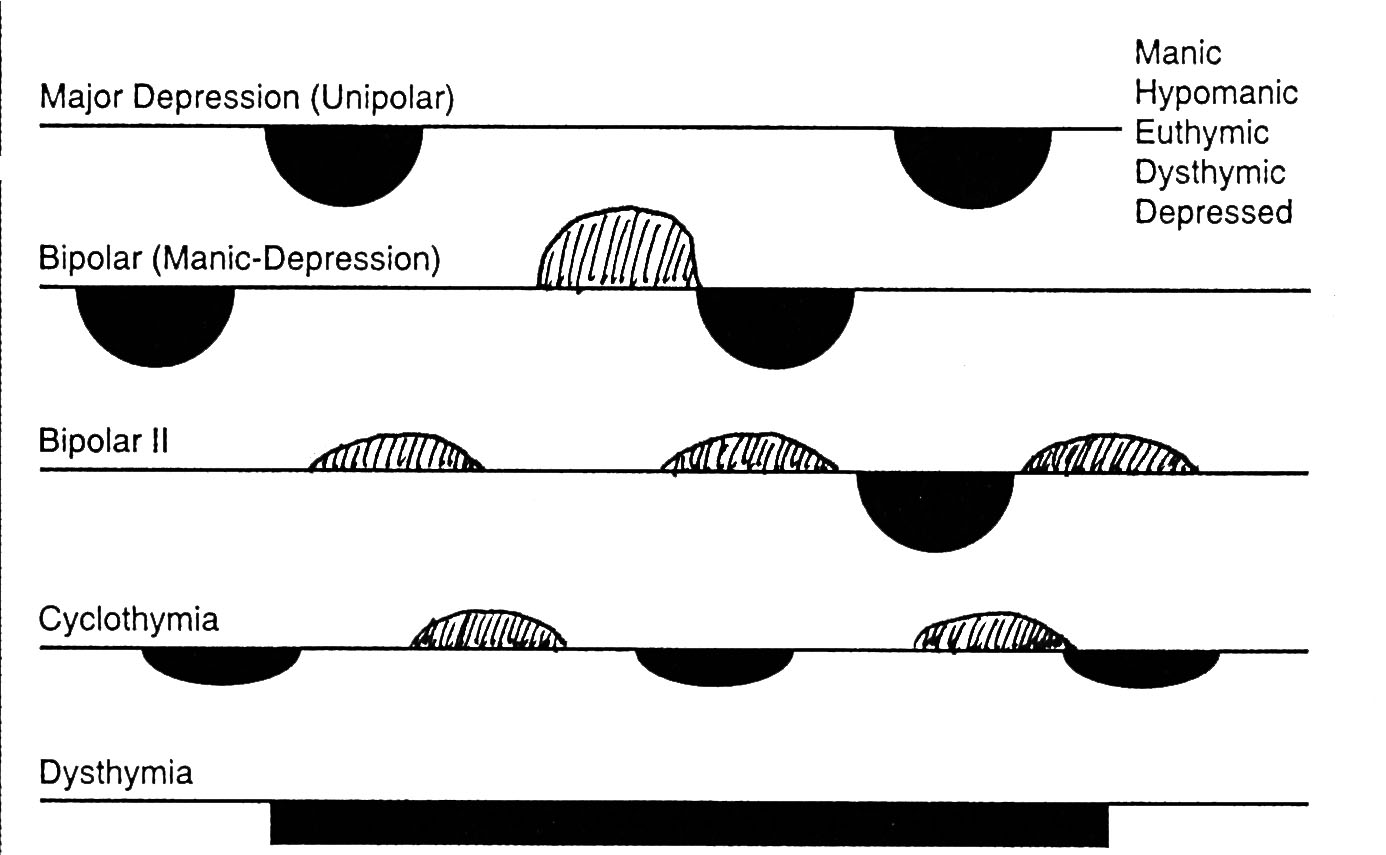 Manic
Major Depression (Unipolar)
Hypomanic
Euthymic
Dysthymic
Depressed
Bipolar (Manic-Depression)
Bipolar II
Cyclothymia
Dysthymia